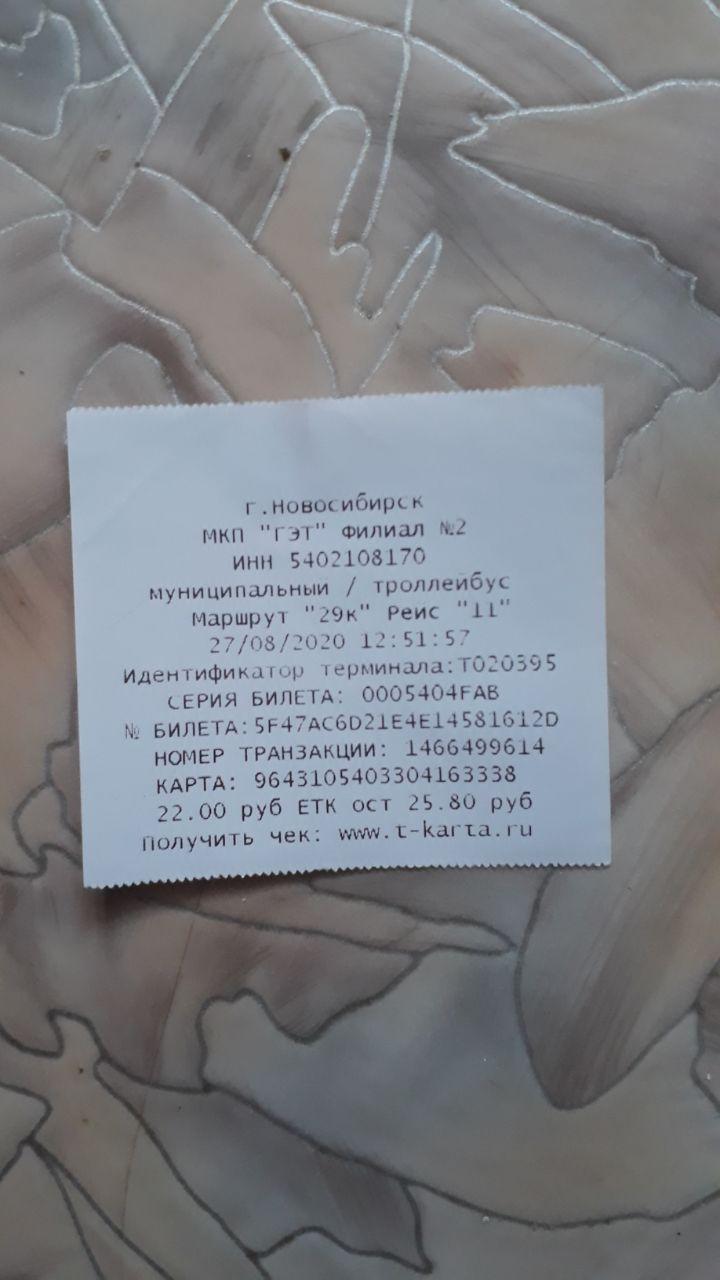 г.Новосибирск
МКП "ГЭТ" Филиал №2
ИНН 5402108170
муниципальный / троллейбус
Маршрут "29к" Рейс "11"
27/08/2020 12:51:57
Идентификатор терминала:T020395
СЕРИЯ БИЛЕТА: 0005404FAB
№ БИЛЕТА:5F47AC6D21E4E14581612D
НОМЕР ТРАНЗАКЦИИ: 1466499614
КАРТА: 9643105403304163338
22.00 руб ЕТК ост 25.80 руб
Получить чек: www.t-karta.ru